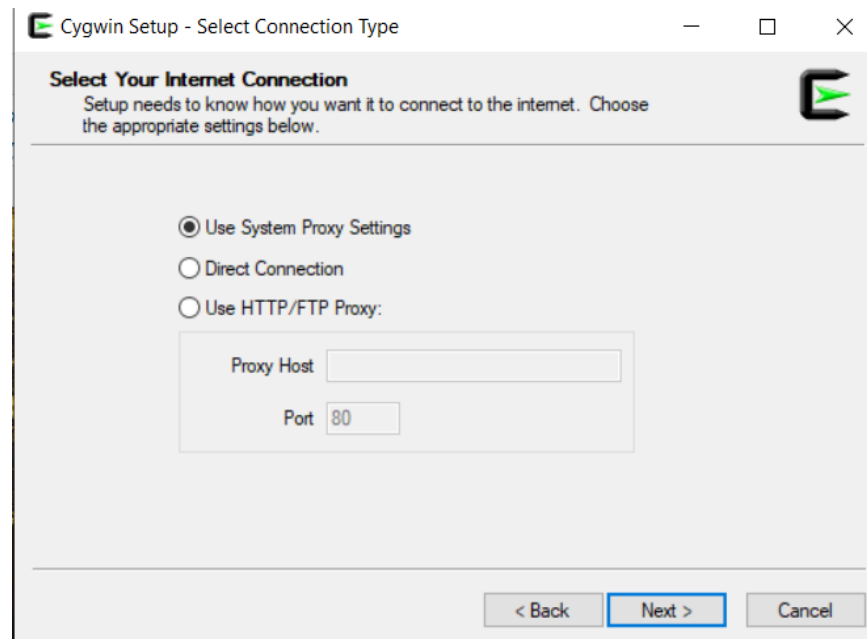 Cygwin Setup - Select Connection Type
Select Your Internet Connection
Setup needs to know how you want it to connect to the internet. Choose
the appropriate settings below.
Use System Proxy Settings
Direct Connection
Use HTTP/FTP Proxy:
Proxy Host
Port 80
< Back Next > Cancel